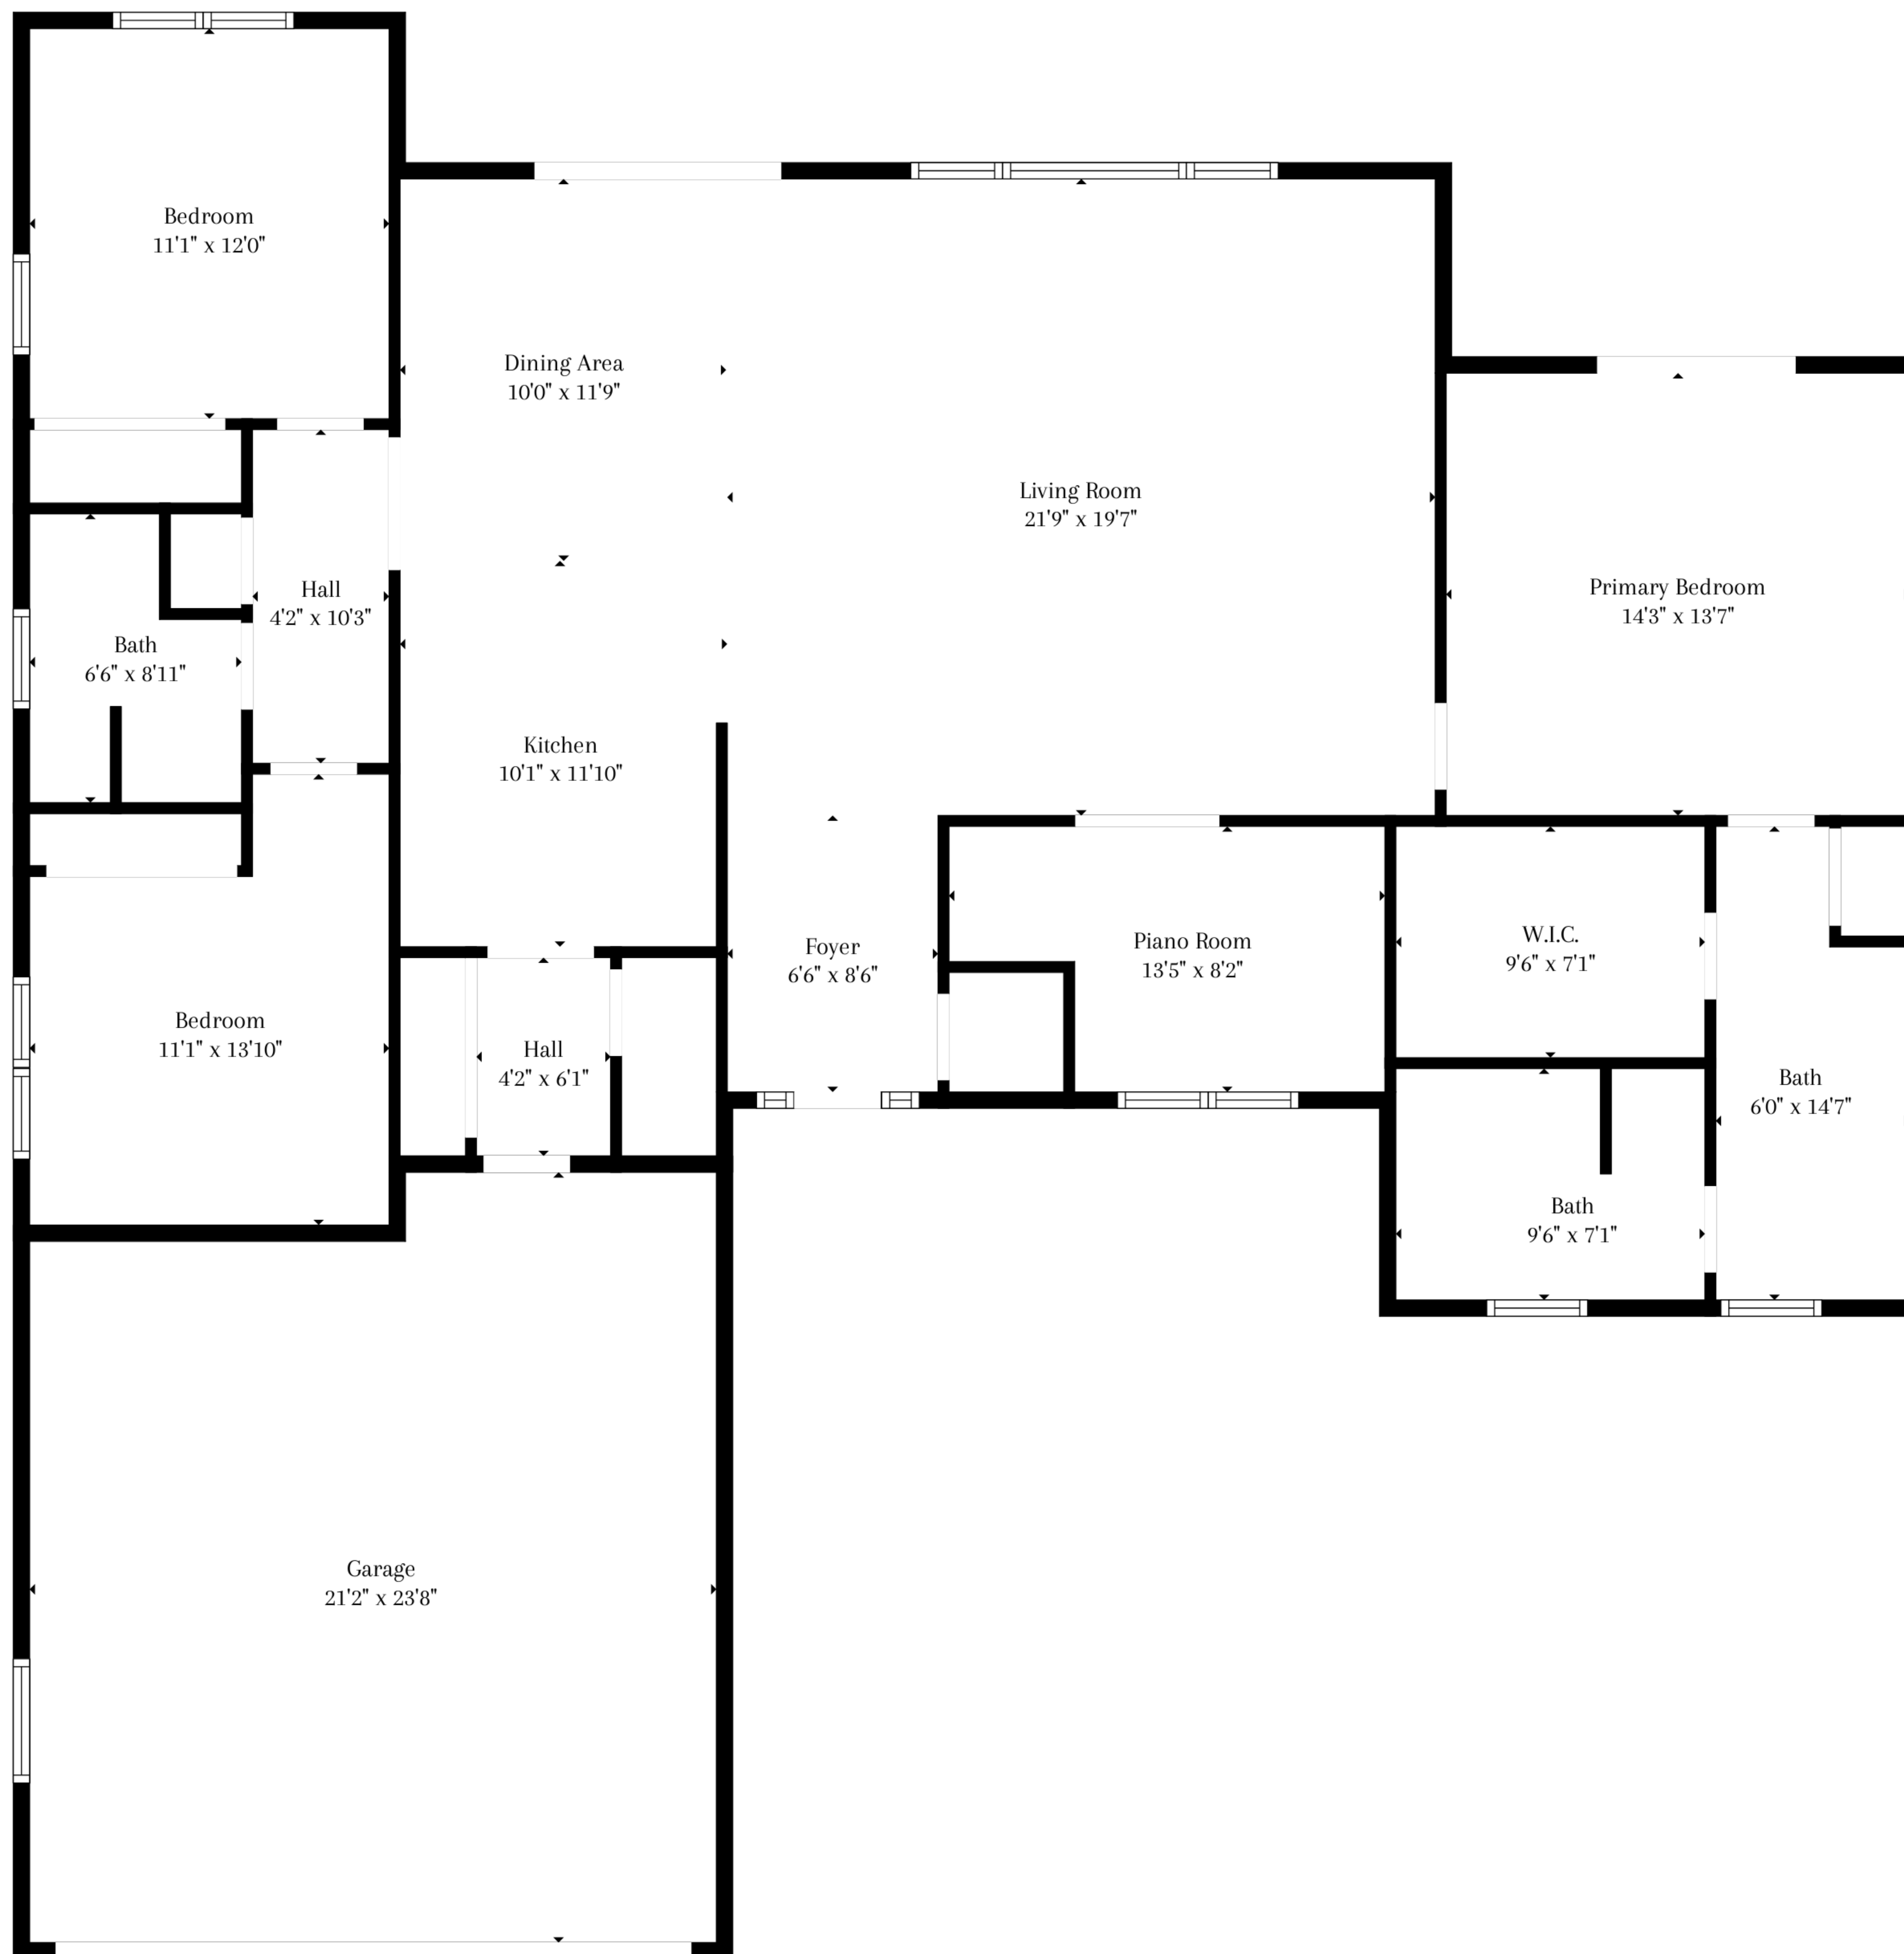 Bedroom
11'1" x 12'0"
Dining Area
10'0" x 11'9"
Living Room
21'9" x 19'7"
Primary Bedroom
14'3" x 13'7"
Hall
4'2" x 10'3"
Bath
6'6" x 8'11"
Kitchen
10'1" x 11'10"
Foyer
6'6" x 8'6"
Piano Room
13'5" x 8'2"
W.I.C.
9'6" x 7'1"
Bedroom
11'1" x 13'10"
Hall
4'2" x 6'1"
Bath
6'0" x 14'7"
Bath
9'6" x 7'1"
Garage
21'2" x 23'8"